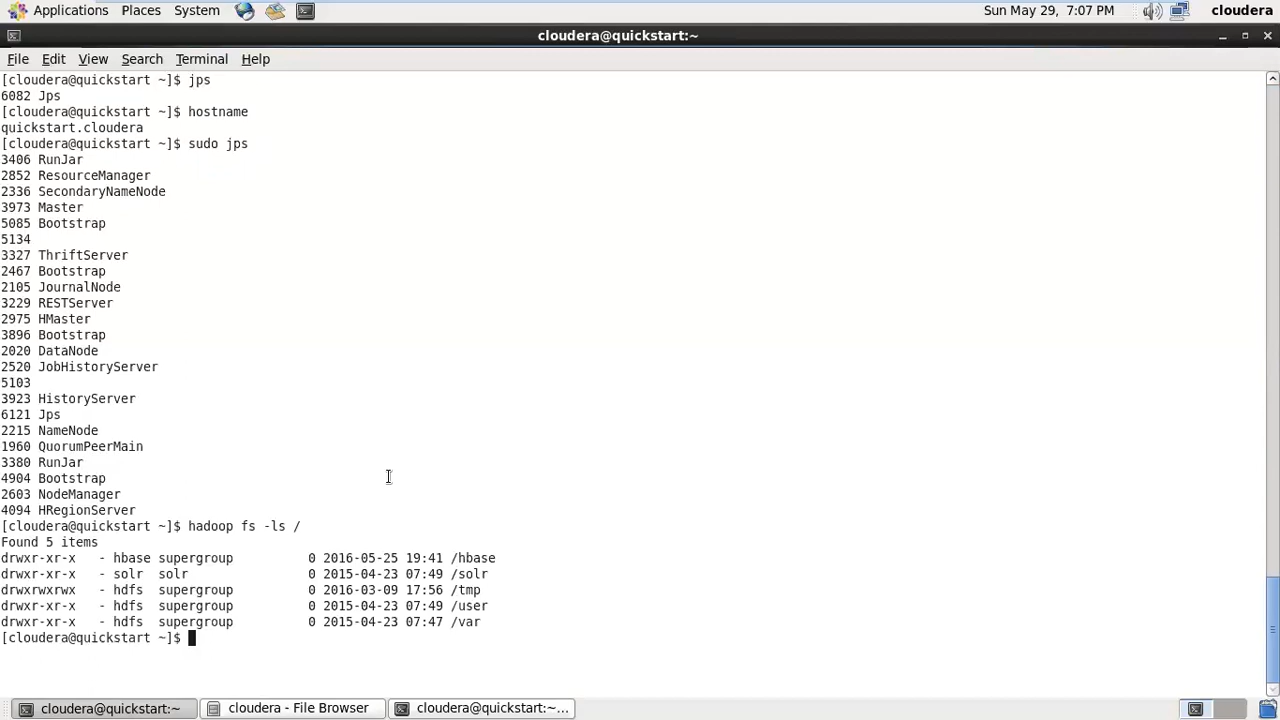 Applications Places System Sun May 29, 7:07 PM cloudera
cloudera@quickstart:~
File Edit View Search Terminal Help
[cloudera@quickstart ~]$ jps
6082 Jps
[cloudera@quickstart ~]$ hostname
quickstart.cloudera
[cloudera@quickstart ~]$ sudo jps
3406 RunJar
2852 ResourceManager
2336 SecondaryNameNode
3973 Master
5085 Bootstrap
5134
3327 ThriftServer
2467 Bootstrap
2105 JournalNode
3229 RESTServer
2975 HMaster
3896 Bootstrap
2020 DataNode
2520 JobHistoryServer
5103
3923 HistoryServer
6121 Jps
2215 NameNode
1960 QuorumPeerMain
3380 RunJar
4904 Bootstrap
2603 NodeManager
4094 HRegionServer
[cloudera@quickstart ~]$ hadoop fs -ls /
Found 5 items
drwxr-xr-x   - hbase supergroup          0 2016-05-25 19:41 /hbase
drwxr-xr-x   - solr  solr                0 2015-04-23 07:49 /solr
drwxrwxrwx   - hdfs  supergroup          0 2016-03-09 17:56 /tmp
drwxr-xr-x   - hdfs  supergroup          0 2015-04-23 07:49 /user
drwxr-xr-x   - hdfs  supergroup          0 2015-04-23 07:47 /var
[cloudera@quickstart ~]$
cloudera@quickstart:~ cloudera - File Browser cloudera@quickstart:~...